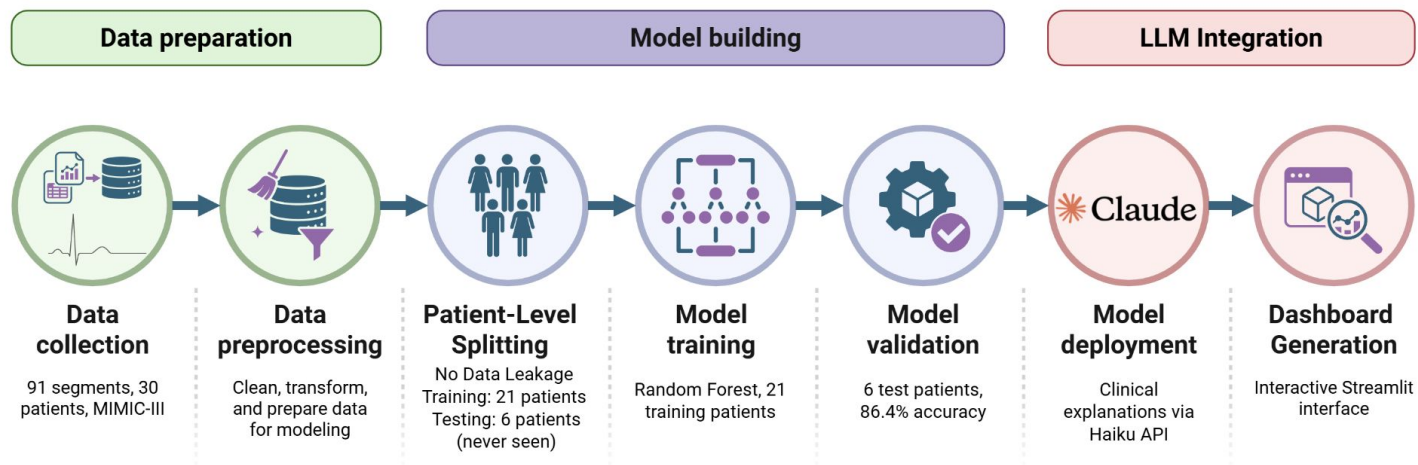 Data preparation
Model building
LLM Integration
Claude
Data
collection
91 segments, 30
patients, MIMIC-III
Data
preprocessing
Clean, transform,
and prepare data
for modeling
Patient-Level
Splitting
No Data Leakage
Training: 21 patients
Testing: 6 patients
(never seen)
Model
training
Random Forest, 21
training patients
Model
validation
6 test patients,
86.4% accuracy
Model
deployment
Clinical
explanations via
Haiku API
Dashboard
Generation
Interactive Streamlit
interface